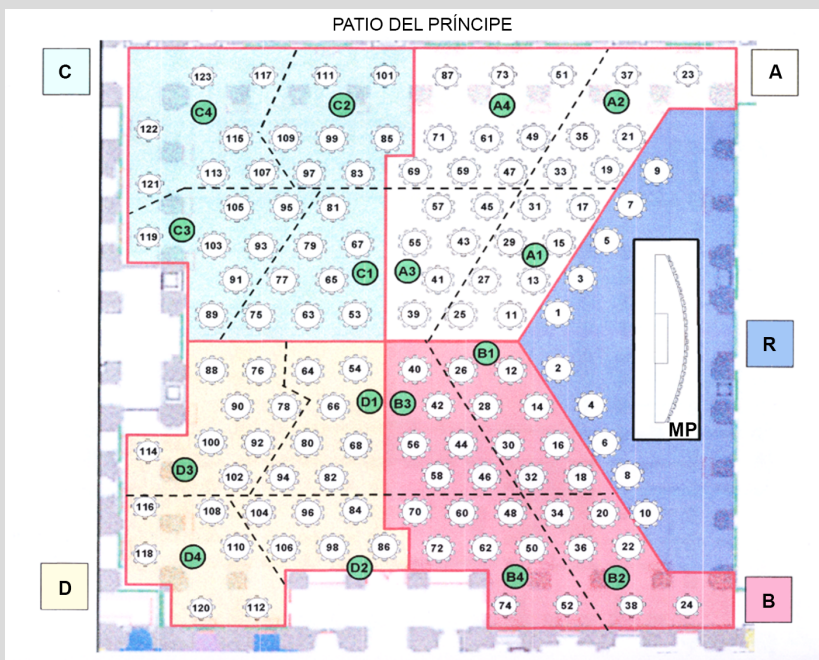 PATIO DEL PRÍNCIPE
C
A
123 117 111 101 87 73 51 37 23
C4 C2 A4 A2
122 115 109 99 85 71 61 49 35 21
121 113 107 97 83 69 59 47 33 19 9
105 95 81 57 45 31 17 7
119 C3 103 93 79 67 55 43 29 15 5
C1 A3 A1
91 77 65 41 27 13 3
89 75 63 53 39 25 11 1
R
B1
88 76 64 54 40 26 12 2
D1 B3
90 78 66 42 28 14 4
MP
114 100 92 80 68 56 44 30 16 6
D3
102 94 82 58 46 32 18 8
116 108 104 96 84 70 60 48 34 20 10
118 D4 110 106 98 86 72 62 50 36 22
D2 B4 B2
D
B
120 112 74 52 38 24